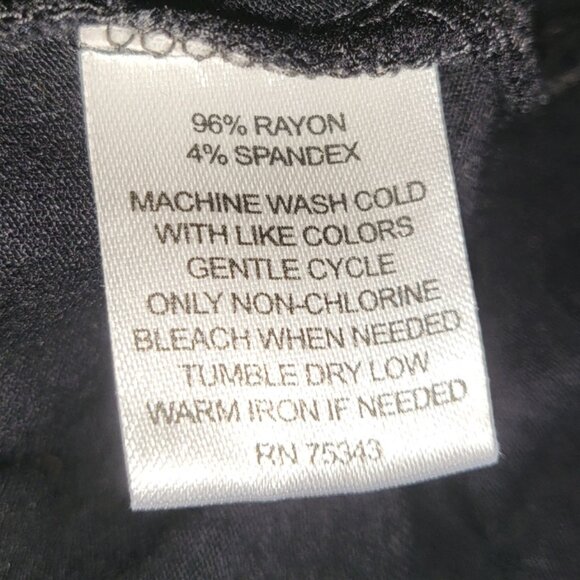 96% RAYON
4% SPANDEX
MACHINE WASH COLD
WITH LIKE COLORS
GENTLE CYCLE
ONLY NON-CHLORINE
BLEACH WHEN NEEDED
TUMBLE DRY LOW
WARM IRON IF NEEDED
RN 75343